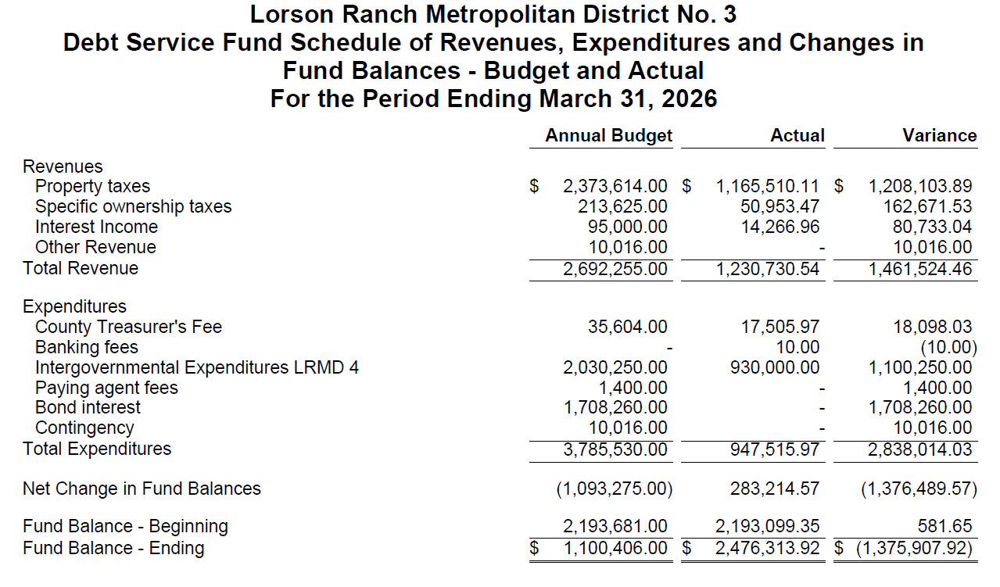 Lorson Ranch Metropolitan District No. 3
Debt Service Fund Schedule of Revenues, Expenditures and Changes in
Fund Balances - Budget and Actual
For the Period Ending March 31, 2026
Annual Budget Actual Variance
Revenues
Property taxes $ 2,373,614.00 $ 1,165,510.11 $ 1,208,103.89
Specific ownership taxes 213,625.00 50,953.47 162,671.53
Interest Income 95,000.00 14,266.96 80,733.04
Other Revenue 10,016.00 - 10,016.00
Total Revenue 2,692,255.00 1,230,730.54 1,461,524.46
Expenditures
County Treasurer's Fee 35,604.00 17,505.97 18,098.03
Banking fees - 10.00 (10.00)
Intergovernmental Expenditures LRMD 4 2,030,250.00 930,000.00 1,100,250.00
Paying agent fees 1,400.00 - 1,400.00
Bond interest 1,708,260.00 - 1,708,260.00
Contingency 10,016.00 - 10,016.00
Total Expenditures 3,785,530.00 947,515.97 2,838,014.03
Net Change in Fund Balances (1,093,275.00) 283,214.57 (1,376,489.57)
Fund Balance - Beginning 2,193,681.00 2,193,099.35 581.65
Fund Balance - Ending $ 1,100,406.00 $ 2,476,313.92 $ (1,375,907.92)